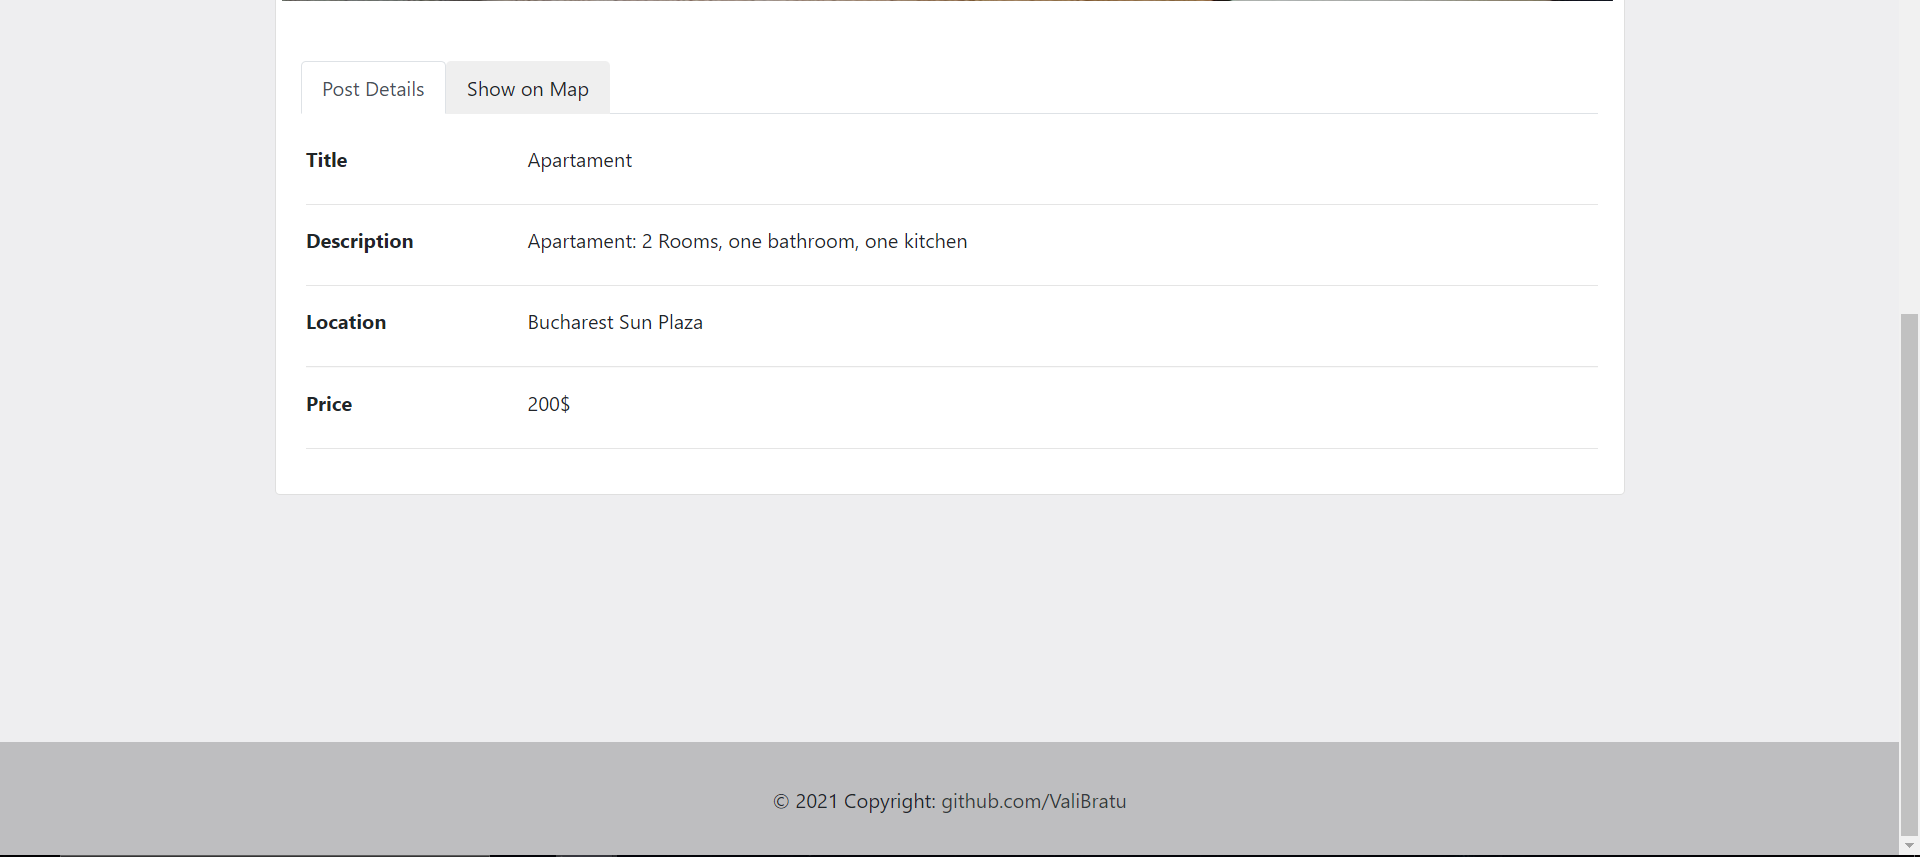 Post Details Show on Map
Title Apartament
Description Apartament: 2 Rooms, one bathroom, one kitchen
Location Bucharest Sun Plaza
Price 200$
© 2021 Copyright: github.com/ValiBratu